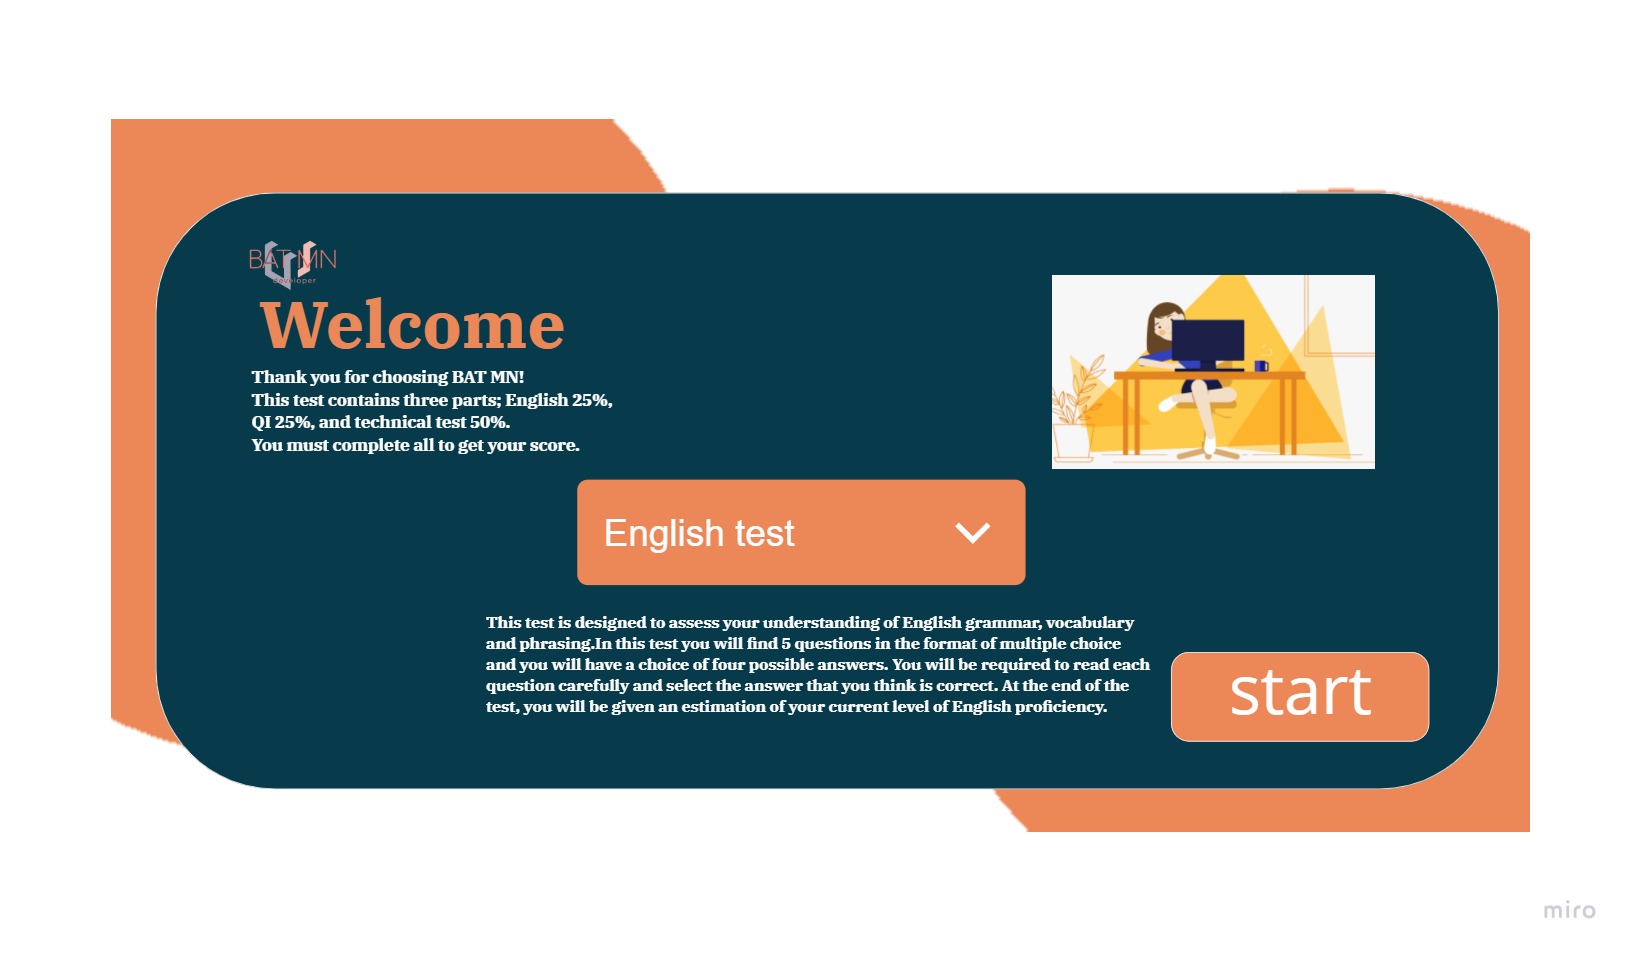 BAT MN
developer
Welcome
Thank you for choosing BAT MN!
This test contains three parts; English 25%,
QI 25%, and technical test 50%.
You must complete all to get your score.
English test
This test is designed to assess your understanding of English grammar, vocabulary
and phrasing.In this test you will find 5 questions in the format of multiple choice
and you will have a choice of four possible answers. You will be required to read each
question carefully and select the answer that you think is correct. At the end of the
test, you will be given an estimation of your current level of English proficiency.
start
miro